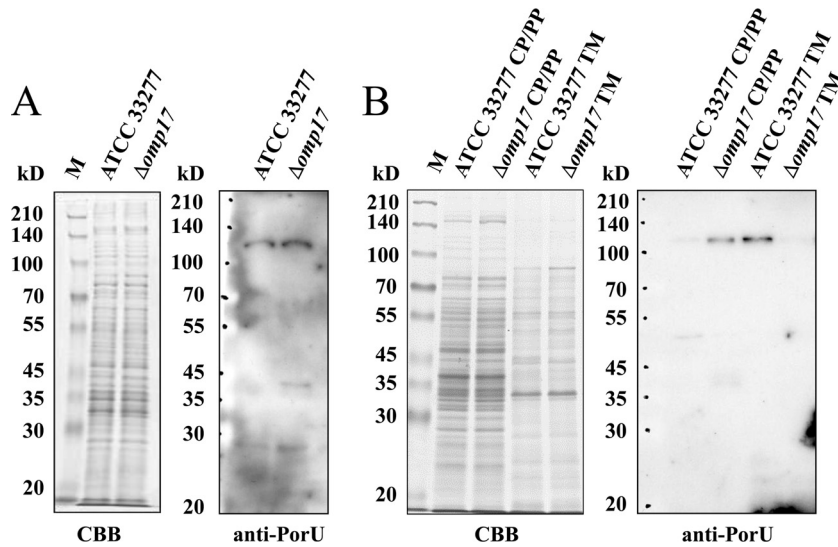 A
kD
M
ATCC 33277
Δomp17
210
140
100
70
55
45
35
30
20
CBB
kD
ATCC 33277
Δomp17
210
140
100
70
55
45
35
30
20
anti-PorU
B
kD
M
ATCC 33277 CP/PP
Δomp17 CP/PP
ATCC 33277 TM
Δomp17 TM
210
140
100
70
55
45
35
30
20
CBB
kD
ATCC 33277 CP/PP
Δomp17 CP/PP
ATCC 33277 TM
Δomp17 TM
210
140
100
70
55
45
35
30
20
anti-PorU